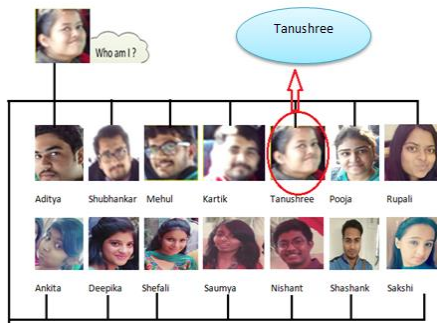 Tanushree
Who am I ?
Aditya Shubhankar Mehul Kartik Tanushree Pooja Rupali
Ankita Deepika Shefali Saumya Nishant Shashank Sakshi